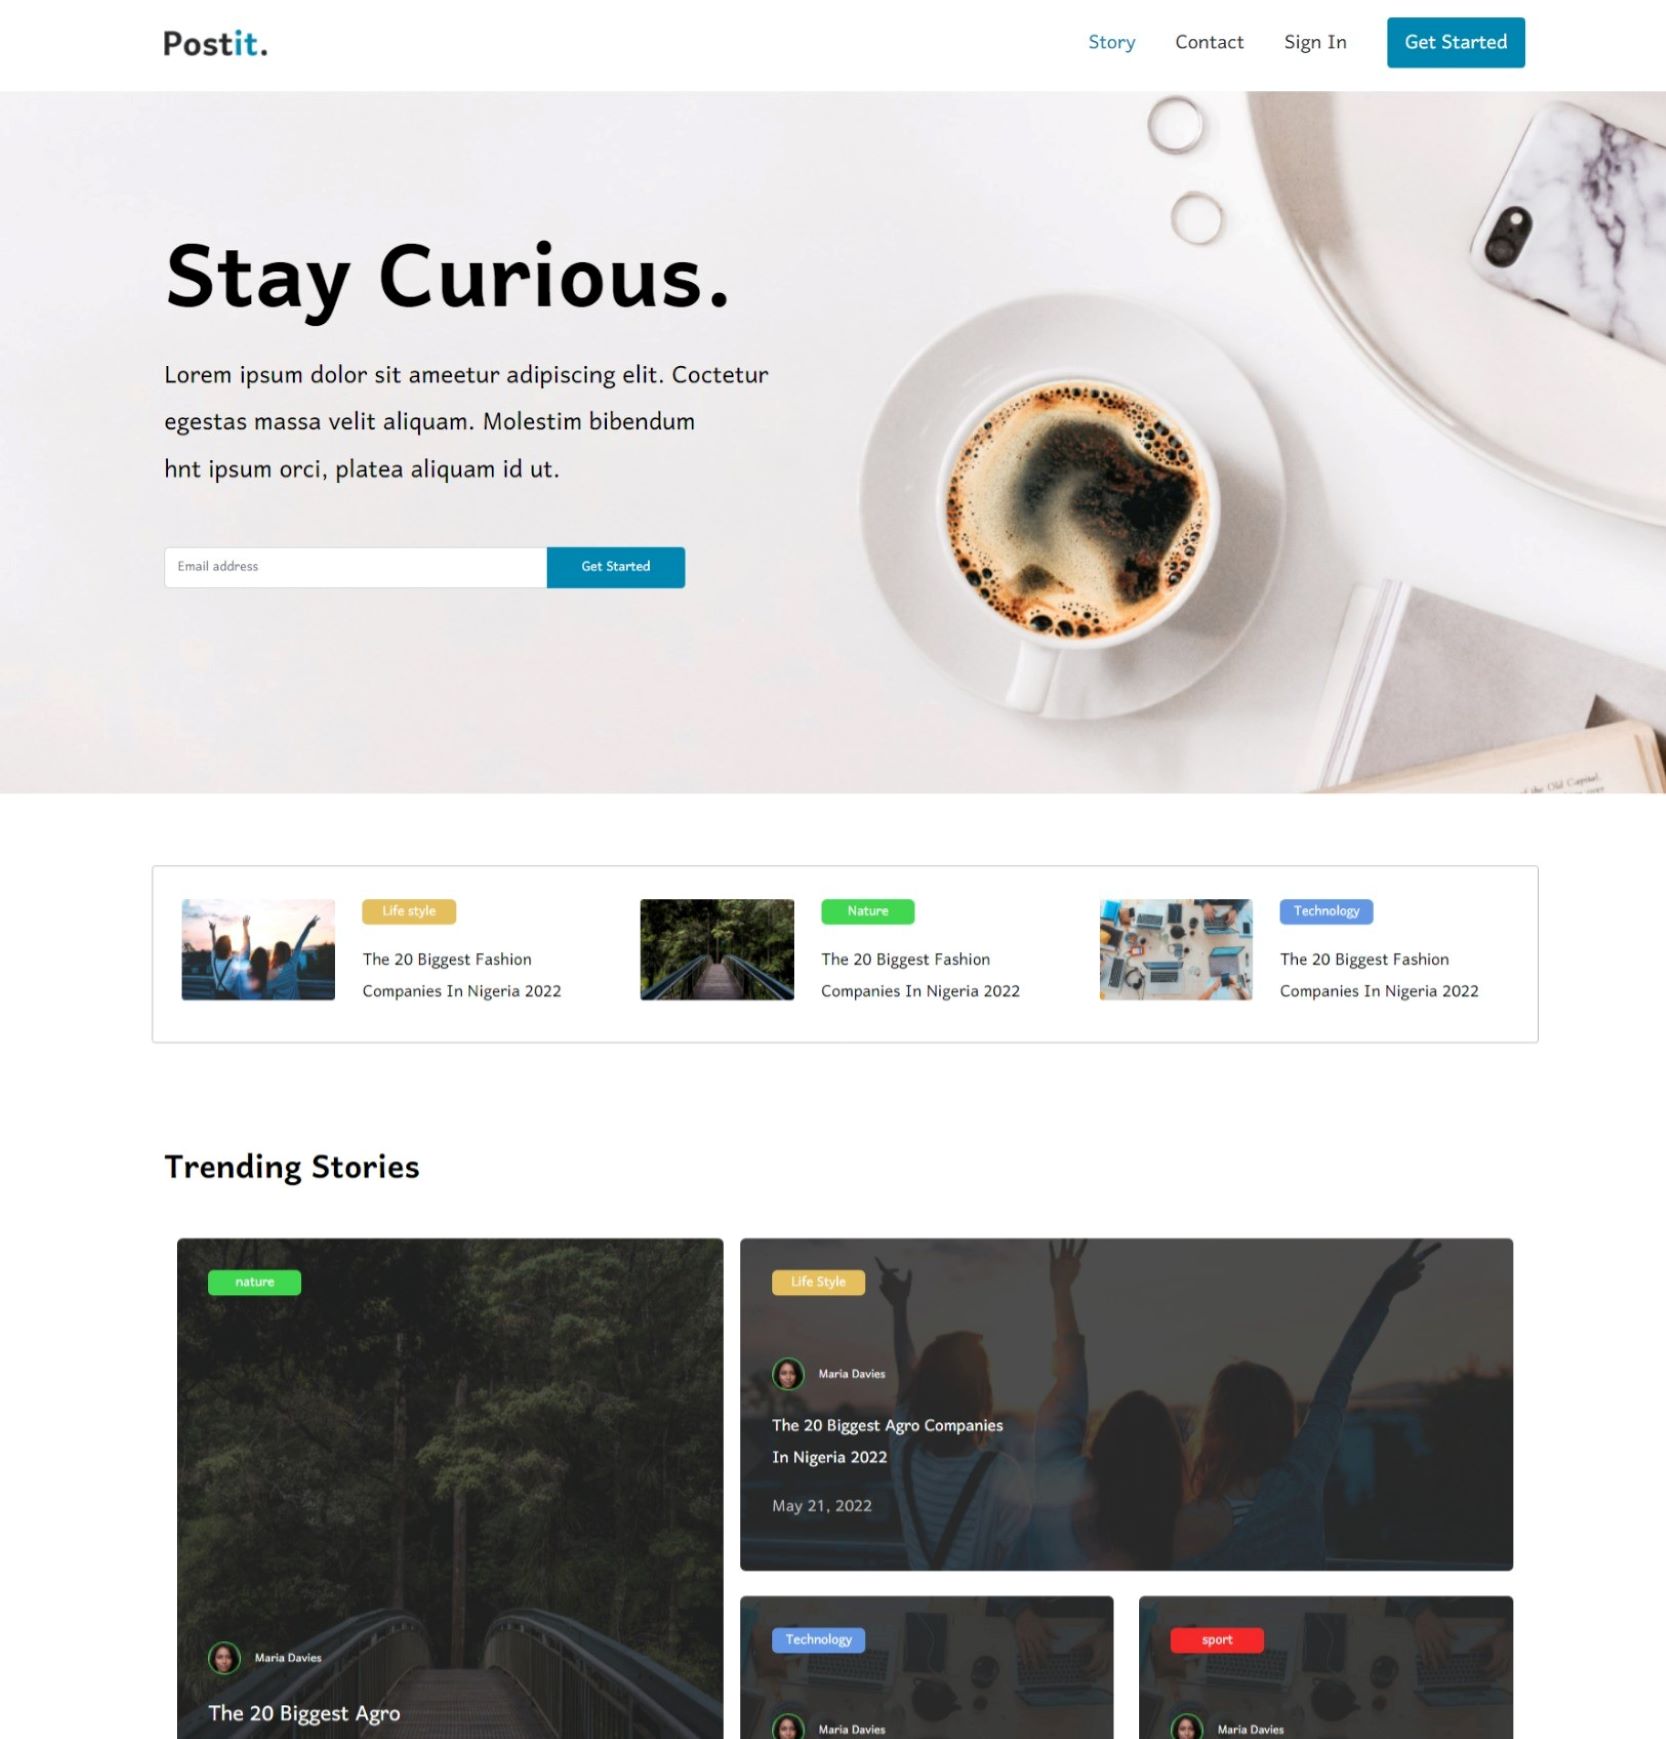 Postit.
Story
Contact
Sign In
Get Started
Stay Curious.
Lorem ipsum dolor sit ameetur adipiscing elit. Coctetur
egestas massa velit aliquam. Molestim bibendum
hnt ipsum orci, platea aliquam id ut.
Email address
Get Started
of the Old Capital.
Life style
The 20 Biggest Fashion
Companies In Nigeria 2022
Nature
The 20 Biggest Fashion
Companies In Nigeria 2022
Technology
The 20 Biggest Fashion
Companies In Nigeria 2022
Trending Stories
nature
Maria Davies
The 20 Biggest Agro
Life Style
Maria Davies
The 20 Biggest Agro Companies
In Nigeria 2022
May 21, 2022
Technology
Maria Davies
sport
Maria Davies